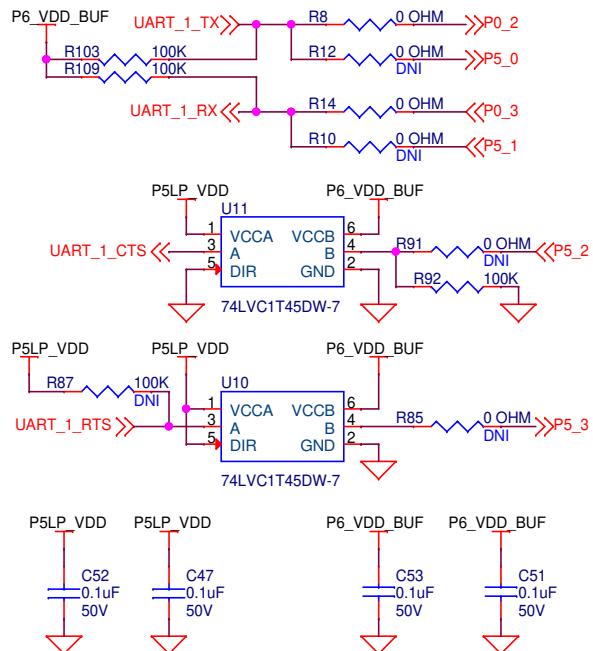 P6_VDD_BUF
UART_1_TX R8 0 OHM P0_2
R103 100K R12 0 OHM P5_0
R109 100K DNI
UART_1_RX R14 0 OHM P0_3
R10 0 OHM P5_1
DNI
P5LP_VDD P6_VDD_BUF
U11
1 VCCA VCCB 6
UART_1_CTS 3 A B 4 R91 0 OHM P5_2
DNI
5 DIR GND 2 R92 100K
74LVC1T45DW-7
P5LP_VDD P5LP_VDD P6_VDD_BUF
R87 100K U10
DNI
1 VCCA VCCB 6
UART_1_RTS 3 A B 4 R85 0 OHM P5_3
DNI
5 DIR GND 2
74LVC1T45DW-7
P5LP_VDD P5LP_VDD P6_VDD_BUF P6_VDD_BUF
C52 C47 C53 C51
0.1uF 0.1uF 0.1uF 0.1uF
50V 50V 50V 50V